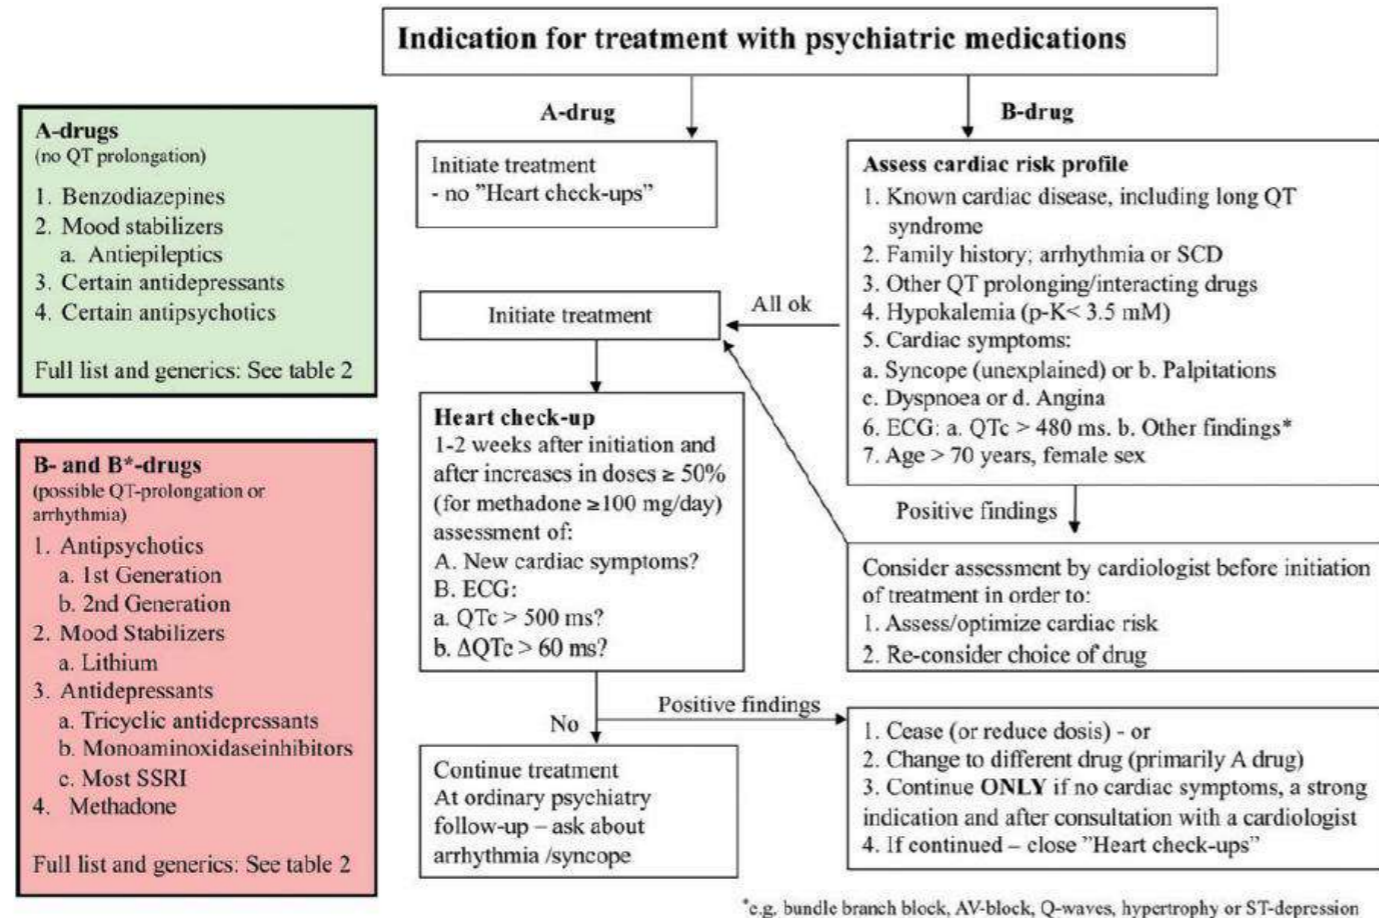 Indication for treatment with psychiatric medications
A-drug
B-drug
A-drugs
(no QT prolongation)
1. Benzodiazepines
2. Mood stabilizers
a. Antiepileptics
3. Certain antidepressants
4. Certain antipsychotics
Full list and generics: See table 2
B- and B*-drugs
(possible QT-prolongation or
arrhythmia)
1. Antipsychotics
a. 1st Generation
b. 2nd Generation
2. Mood Stabilizers
a. Lithium
3. Antidepressants
a. Tricyclic antidepressants
b. Monoaminoxidaseinhibitors
c. Most SSRI
4. Methadone
Full list and generics: See table 2
Initiate treatment
- no "Heart check-ups"
Assess cardiac risk profile
1. Known cardiac disease, including long QT
syndrome
2. Family history; arrhythmia or SCD
3. Other QT prolonging/interacting drugs
4. Hypokalemia (p-K< 3.5 mM)
5. Cardiac symptoms:
a. Syncope (unexplained) or b. Palpitations
c. Dyspnoea or d. Angina
6. ECG: a. QTc > 480 ms. b. Other findings*
7. Age > 70 years, female sex
All ok
Initiate treatment
Positive findings
Consider assessment by cardiologist before initiation
of treatment in order to:
1. Assess/optimize cardiac risk
2. Re-consider choice of drug
Heart check-up
1-2 weeks after initiation and
after increases in doses ≥ 50%
(for methadone ≥100 mg/day)
assessment of:
A. New cardiac symptoms?
B. ECG:
a. QTc > 500 ms?
b. ΔQTc > 60 ms?
No
Positive findings
Continue treatment
At ordinary psychiatry
follow-up – ask about
arrhythmia /syncope
1. Cease (or reduce dosis) - or
2. Change to different drug (primarily A drug)
3. Continue ONLY if no cardiac symptoms, a strong
indication and after consultation with a cardiologist
4. If continued – close "Heart check-ups"
*e.g. bundle branch block, AV-block, Q-waves, hypertrophy or ST-depression